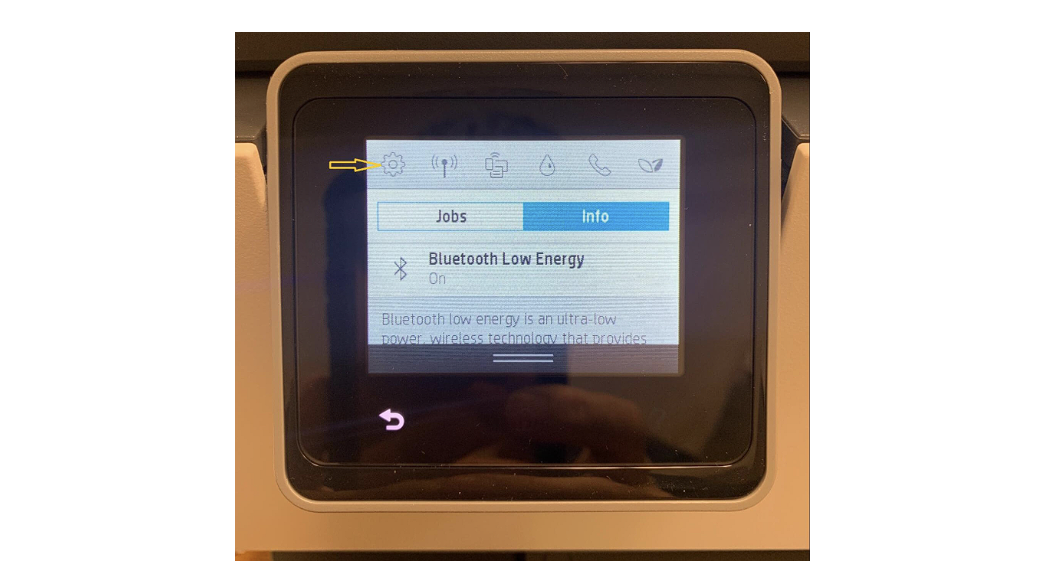 Jobs
Info
Bluetooth Low Energy
On
Bluetooth low energy is an ultra-low
power, wireless technology that provides